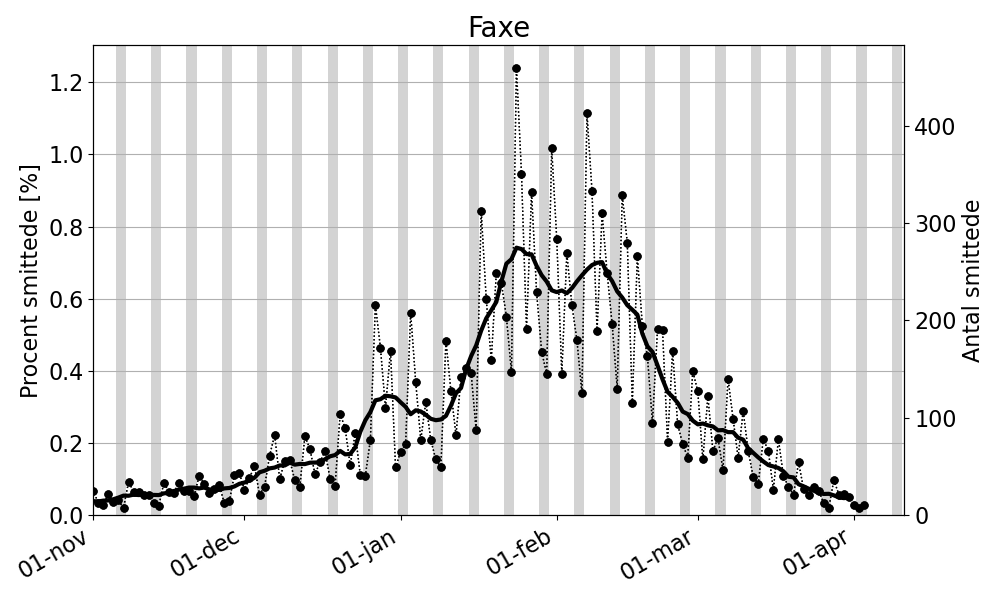 Faxe
Procent smittede [%]
1.2
1.0
0.8
0.6
0.4
0.2
0.0
400
300
200
100
0
Antal smittede
01-nov
01-dec
01-jan
01-feb
01-mar
01-apr